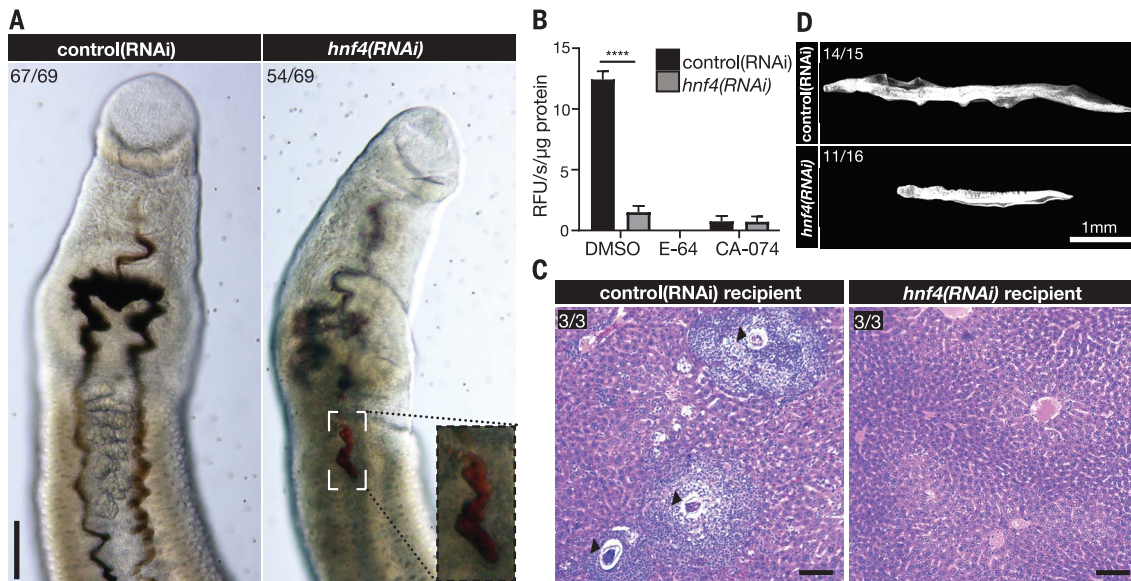 A
control(RNAi)
hnf4(RNAi)
67/69
54/69
B
15
10
5
0
RFU/s/µg protein
****
control(RNAi)
hnf4(RNAi)
DMSO
E-64
CA-074
D
control(RNAi)
14/15
hnf4(RNAi)
11/16
1mm
C
control(RNAi) recipient
hnf4(RNAi) recipient
3/3
3/3